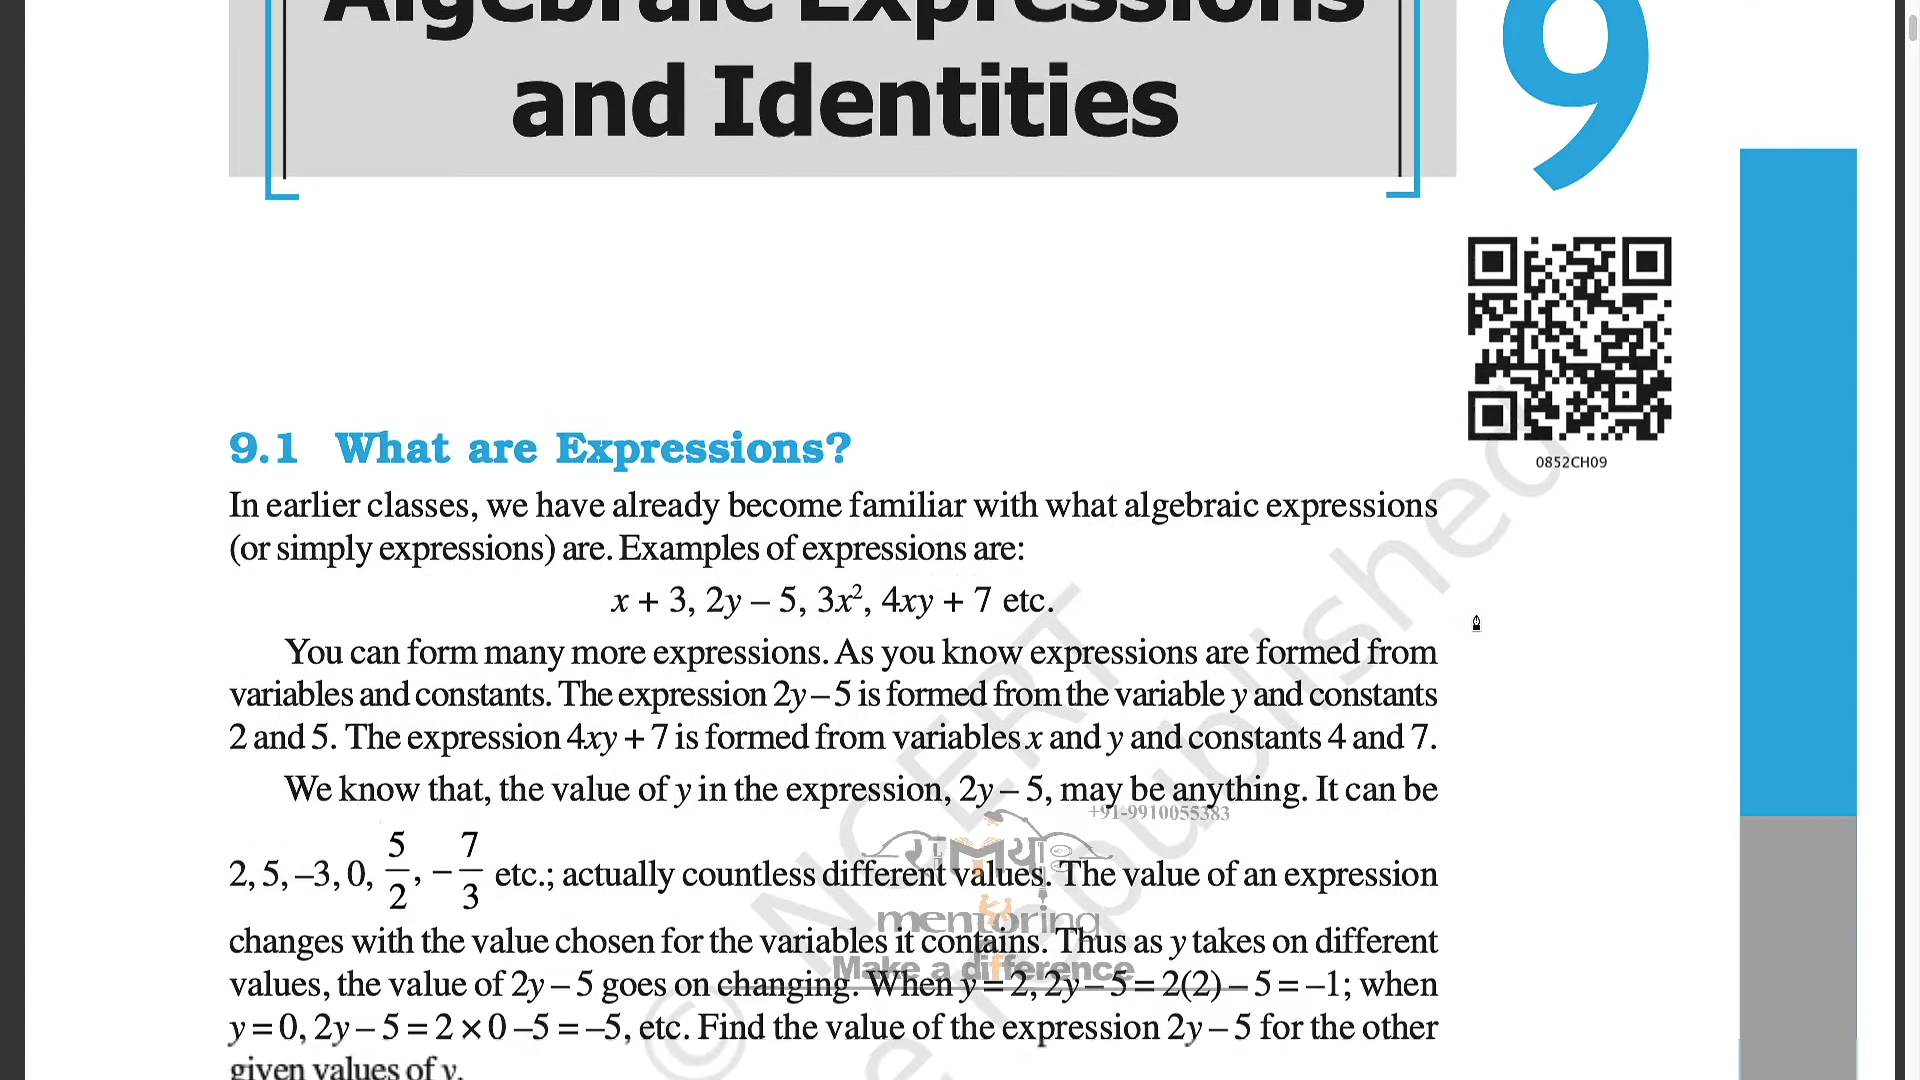 Algebraic Expressions
and Identities
9
0852CH09
9.1 What are Expressions?
In earlier classes, we have already become familiar with what algebraic expressions
(or simply expressions) are. Examples of expressions are:
x + 3, 2y – 5, 3x², 4xy + 7 etc.
You can form many more expressions. As you know expressions are formed from
variables and constants. The expression 2y – 5 is formed from the variable y and constants
2 and 5. The expression 4xy + 7 is formed from variables x and y and constants 4 and 7.
We know that, the value of y in the expression, 2y – 5, may be anything. It can be
2, 5, –3, 0, 5/2, –7/3 etc.; actually countless different values. The value of an expression
changes with the value chosen for the variables it contains. Thus as y takes on different
values, the value of 2y – 5 goes on changing. When y = 2, 2y – 5 = 2(2) – 5 = –1; when
y = 0, 2y – 5 = 2 × 0 –5 = –5, etc. Find the value of the expression 2y – 5 for the other
given values of y.
+91-9910055383
mentoring
Make a difference
© NCERT
republished